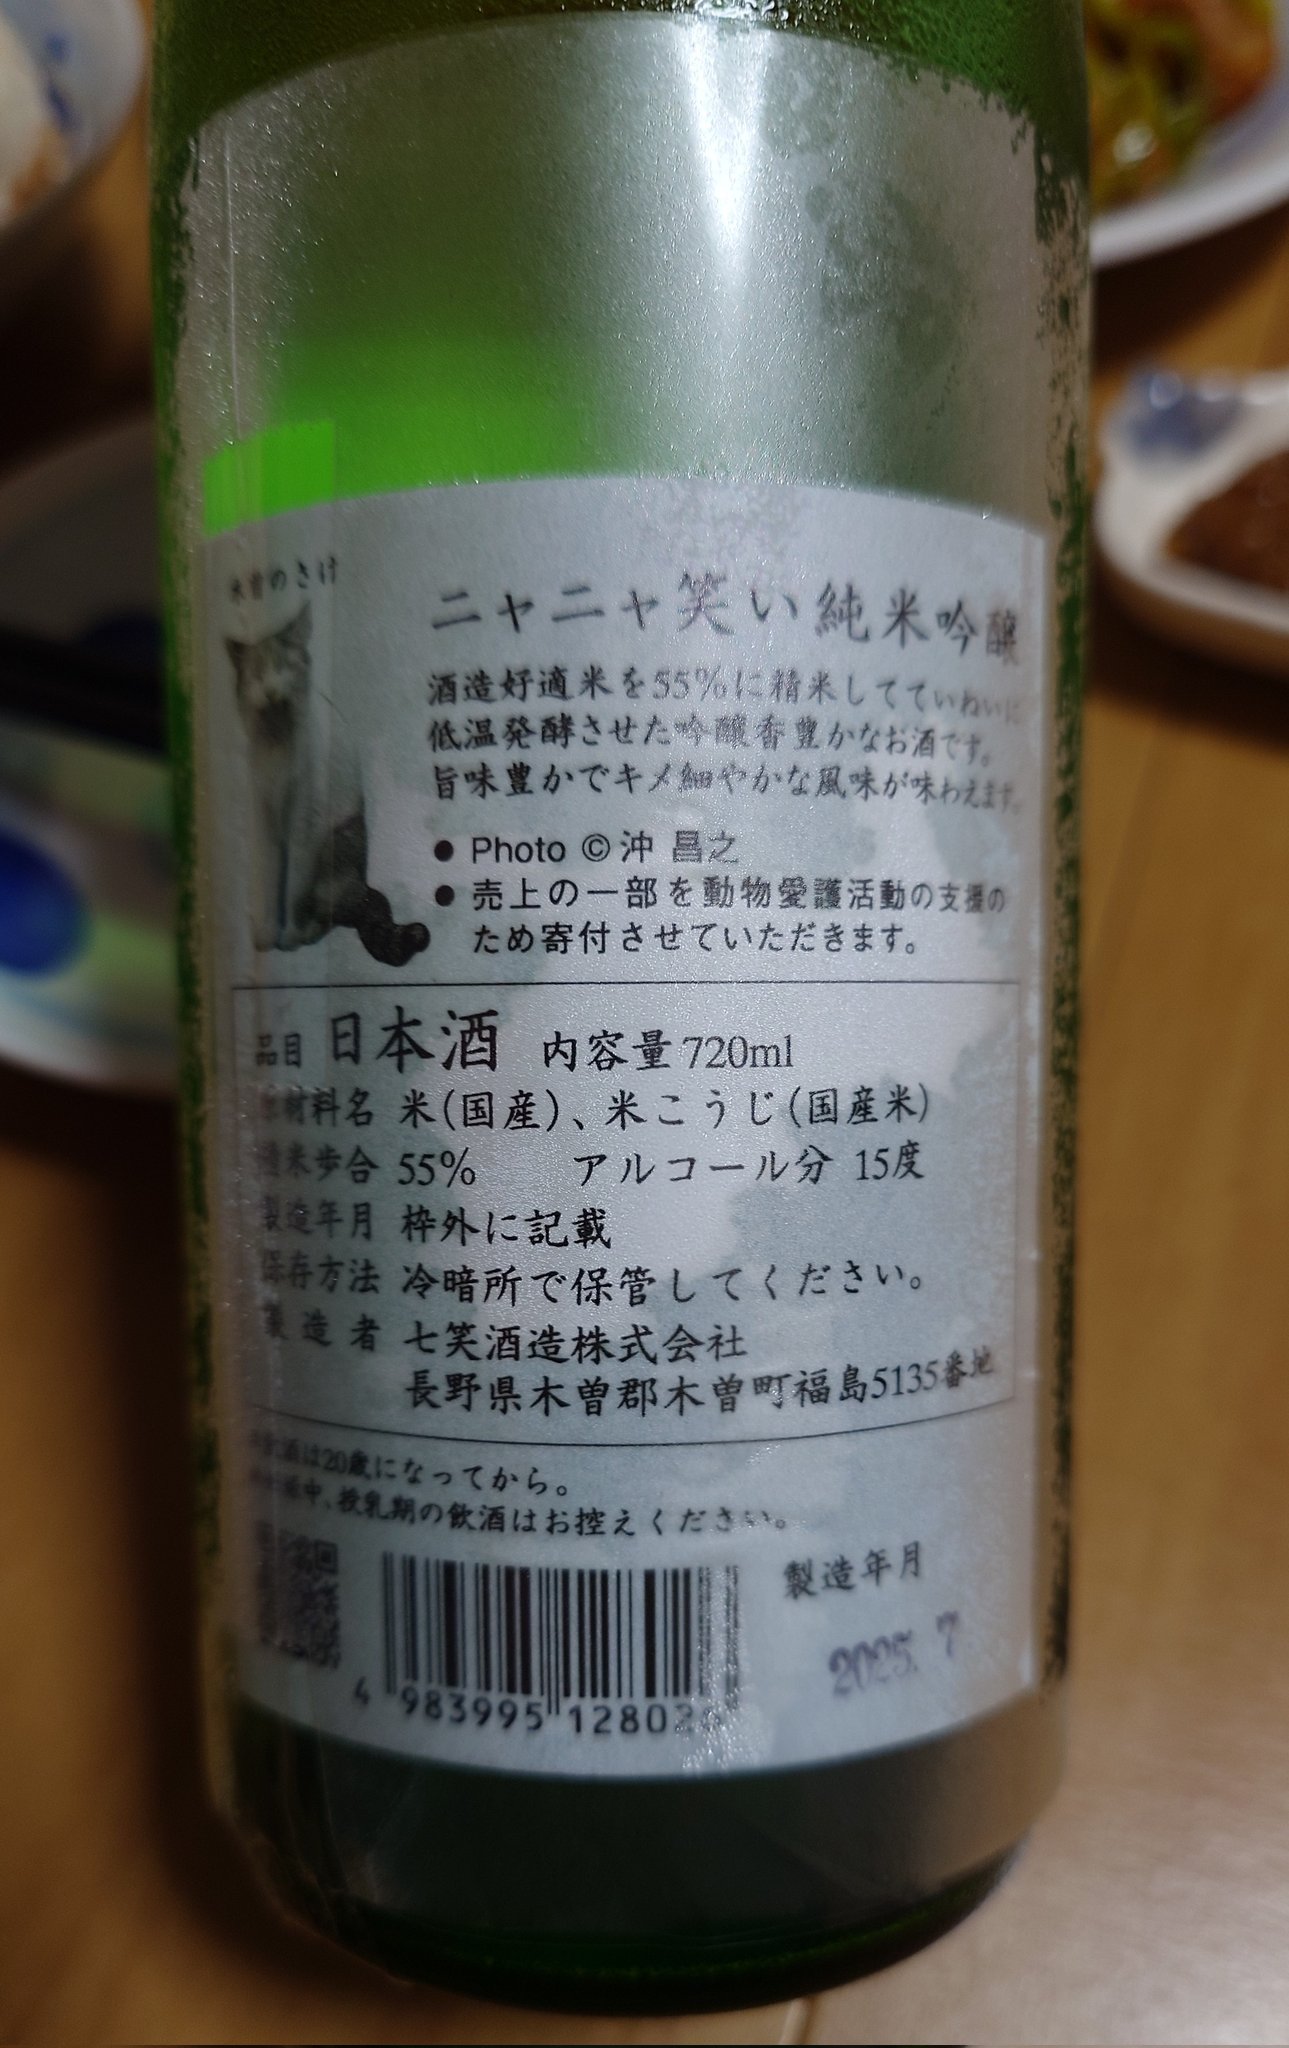 木曽のさけ
ニャニャ笑い純米吟醸
酒造好適米を55%に精米してていねいに
低温発酵させた吟醸香豊かなお酒です。
旨味豊かでキメ細やかな風味が味わえます。
● Photo © 沖 昌之
● 売上の一部を動物愛護活動の支援の
ため寄付させていただきます。
品目 日本酒 内容量 720ml
原材料名 米(国産)、米こうじ(国産米)
精米歩合 55% アルコール分 15度
製造年月 枠外に記載
保存方法 冷暗所で保管してください。
製造者 七笑酒造株式会社
長野県木曽郡木曽町福島5135番地
酒は20歳になってから。
中、授乳期の飲酒はお控えください。
製造年月
2025. 7
4 983995 128026